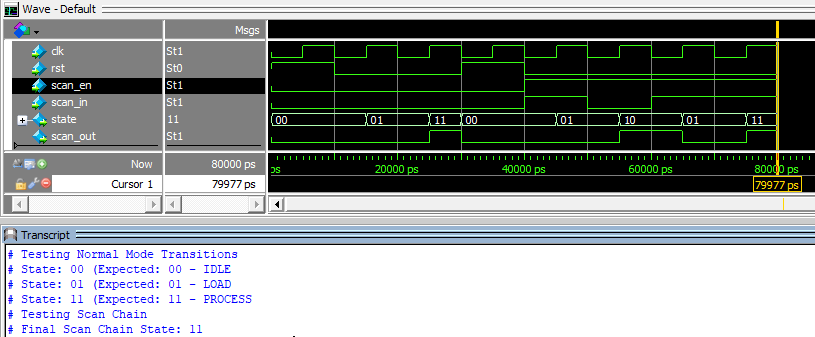 Wave - Default
Msgs
clk St1
rst St0
scan_en St1
scan_in St1
state 11 00 01 11 00 01 10 01 11
scan_out St1
Now 80000 ps ps 20000 ps 40000 ps 60000 ps 80000 ps
Cursor 1 79977 ps 79977 ps
Transcript
# Testing Normal Mode Transitions
# State: 00 (Expected: 00 - IDLE
# State: 01 (Expected: 01 - LOAD
# State: 11 (Expected: 11 - PROCESS
# Testing Scan Chain
# Final Scan Chain State: 11